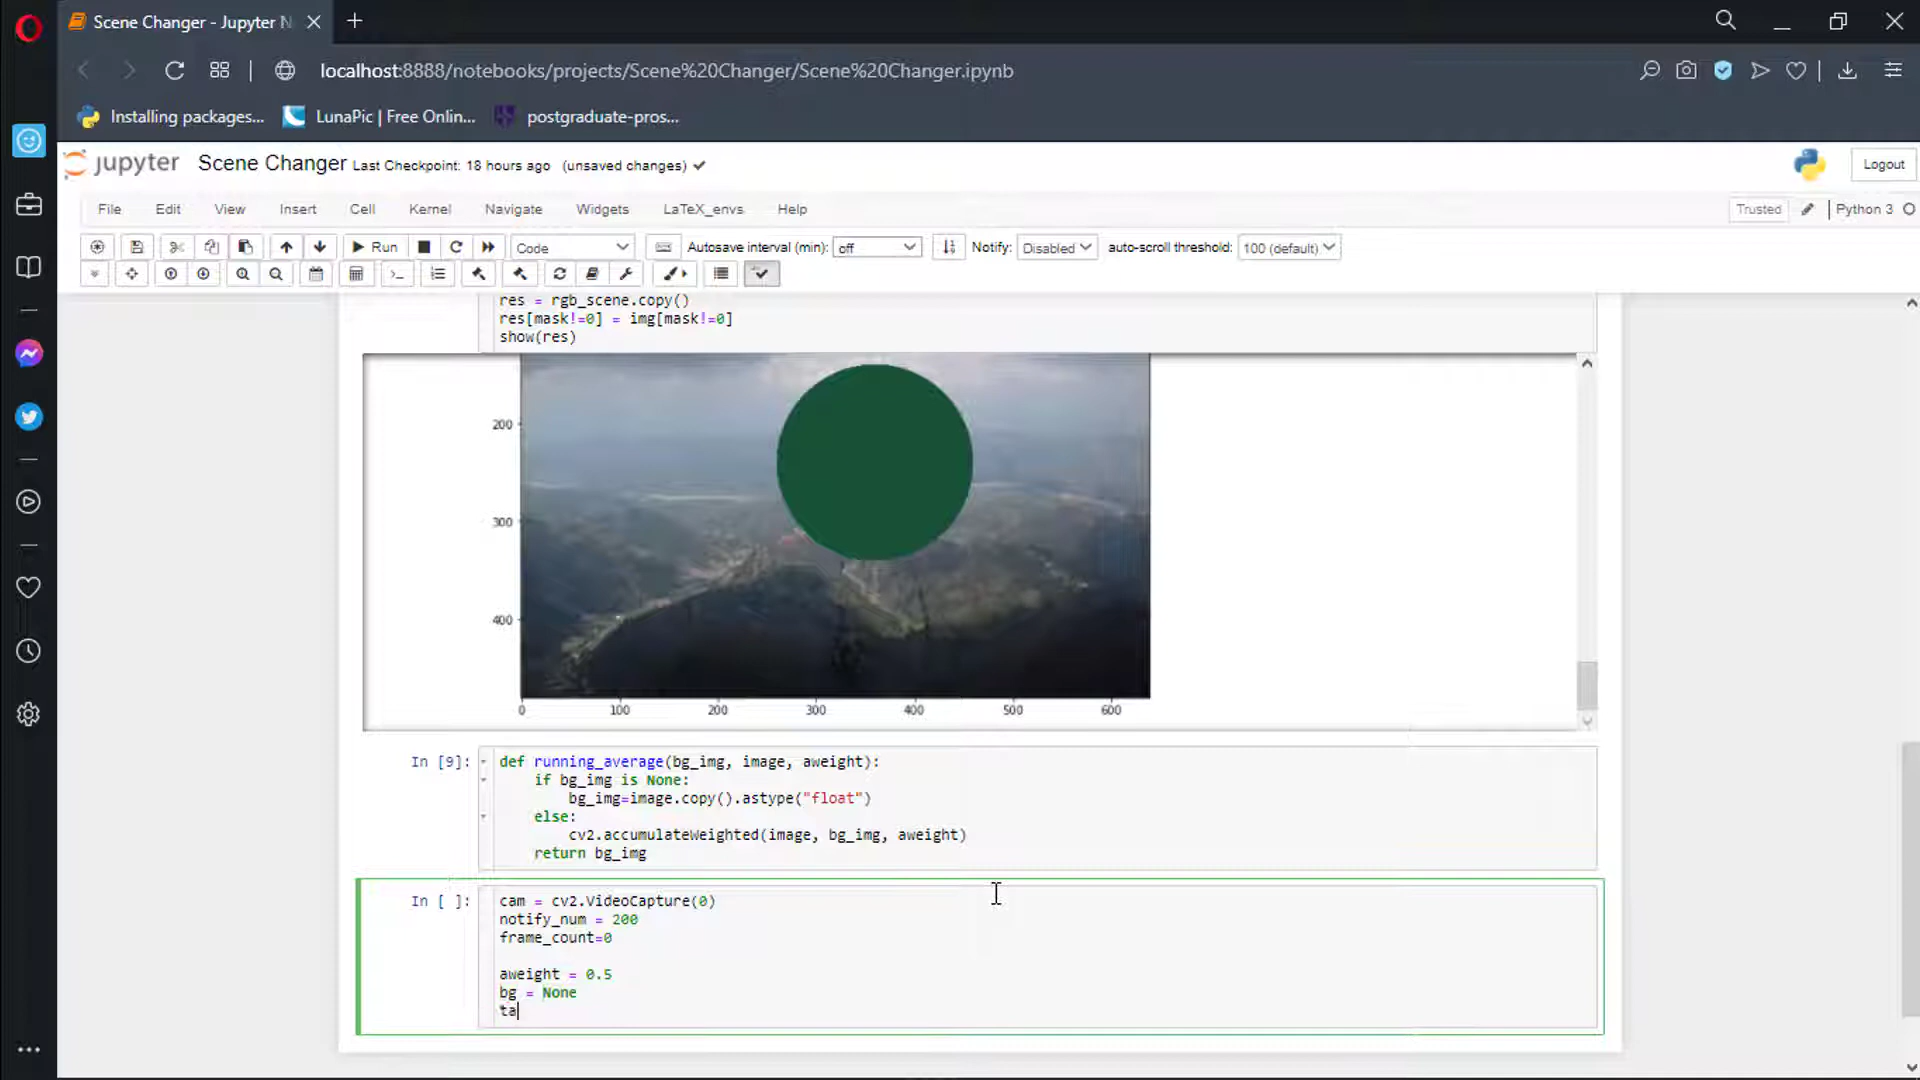 Scene Changer - Jupyter N
localhost:8888/notebooks/projects/Scene%20Changer/Scene%20Changer.ipynb
Installing packages...
LunaPic | Free Onlin...
postgraduate-pros...
jupyter
Scene Changer Last Checkpoint: 18 hours ago (unsaved changes)
Logout
File Edit View Insert Cell Kernel Navigate Widgets LaTeX_envs Help
Trusted
Python 3
Run
Code
Autosave interval (min): off
Notify: Disabled
auto-scroll threshold: 100 (default)
res = rgb_scene.copy()
res[mask!=0] = img[mask!=0]
show(res)
200
300
400
0 100 200 300 400 500 600
In [9]:
def running_average(bg_img, image, aweight):
if bg_img is None:
bg_img=image.copy().astype("float")
else:
cv2.accumulateWeighted(image, bg_img, aweight)
return bg_img
In [ ]:
cam = cv2.VideoCapture(0)
notify_num = 200
frame_count=0
aweight = 0.5
bg = None
ta